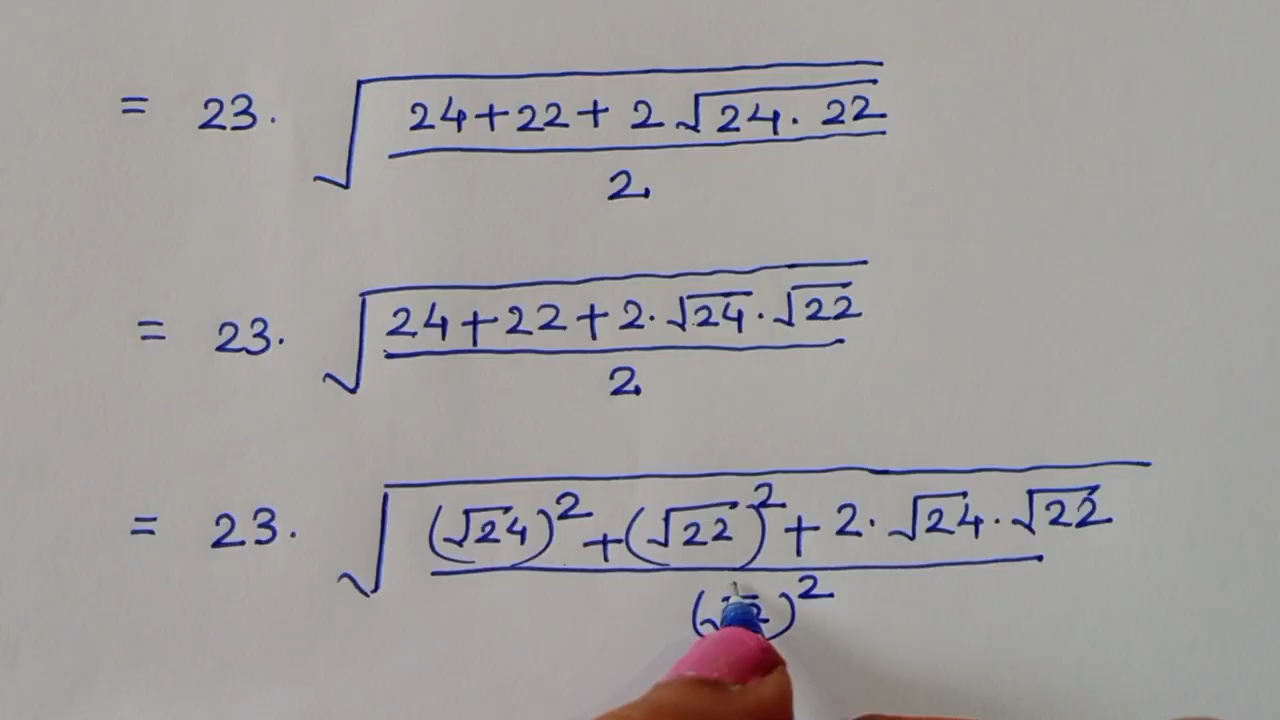 = 23. √((24+22+ 2√(24. 22))/2)
= 23. √((24+22+2.√24.√22)/2)
= 23. √(((√24)²+(√22)²+2.√24.√22)/(√2)²)